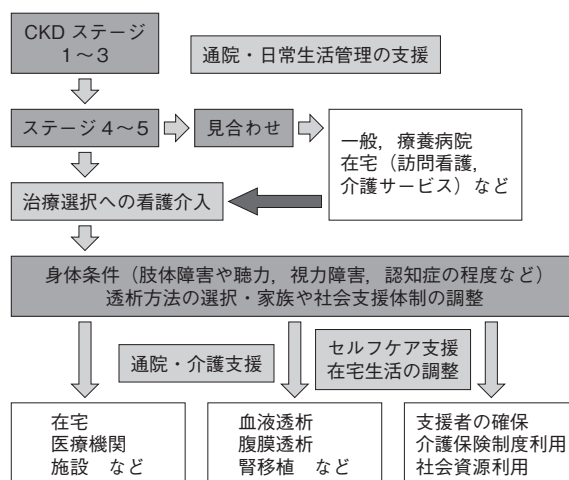 CKD ステージ
1～3
通院・日常生活管理の支援
ステージ 4～5
見合わせ
一般，療養病院
在宅（訪問看護，
介護サービス）など
治療選択への看護介入
身体条件（肢体障害や聴力，視力障害，認知症の程度など）
透析方法の選択・家族や社会支援体制の調整
通院・介護支援
セルフケア支援
在宅生活の調整
在宅
医療機関
施設　など
血液透析
腹膜透析
腎移植　など
支援者の確保
介護保険制度利用
社会資源利用